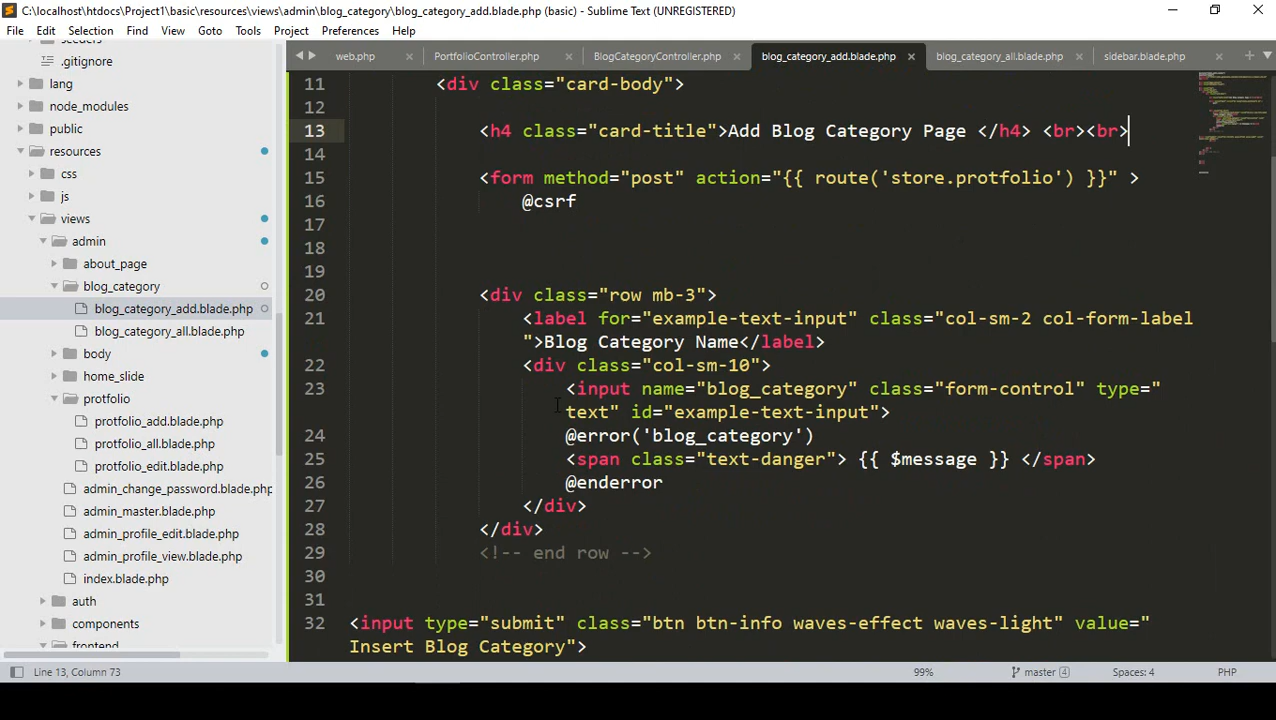 C:\localhost\htdocs\Project1\basic\resources\views\admin\blog_category\blog_category_add.blade.php (basic) - Sublime Text (UNREGISTERED)
File Edit Selection Find View Goto Tools Project Preferences Help
web.php PortfolioController.php BlogCategoryController.php blog_category_add.blade.php blog_category_all.blade.php sidebar.blade.php
.gitignore
lang
node_modules
public
resources
css
js
views
admin
about_page
blog_category
blog_category_add.blade.php
blog_category_all.blade.php
body
home_slide
protfolio
protfolio_add.blade.php
protfolio_all.blade.php
protfolio_edit.blade.php
admin_change_password.blade.php
admin_master.blade.php
admin_profile_edit.blade.php
admin_profile_view.blade.php
index.blade.php
auth
components
frontend
11 <div class="card-body">
12
13 <h4 class="card-title">Add Blog Category Page </h4> <br><br>
14
15 <form method="post" action="{{ route('store.protfolio') }}" >
16 @csrf
17
18
19
20 <div class="row mb-3">
21 <label for="example-text-input" class="col-sm-2 col-form-label
">Blog Category Name</label>
22 <div class="col-sm-10">
23 <input name="blog_category" class="form-control" type="
text" id="example-text-input">
24 @error('blog_category')
25 <span class="text-danger"> {{ $message }} </span>
26 @enderror
27 </div>
28 </div>
29 <!-- end row -->
30
31
32 <input type="submit" class="btn btn-info waves-effect waves-light" value="
Insert Blog Category">
Line 13, Column 73 99% master 4 Spaces: 4 PHP